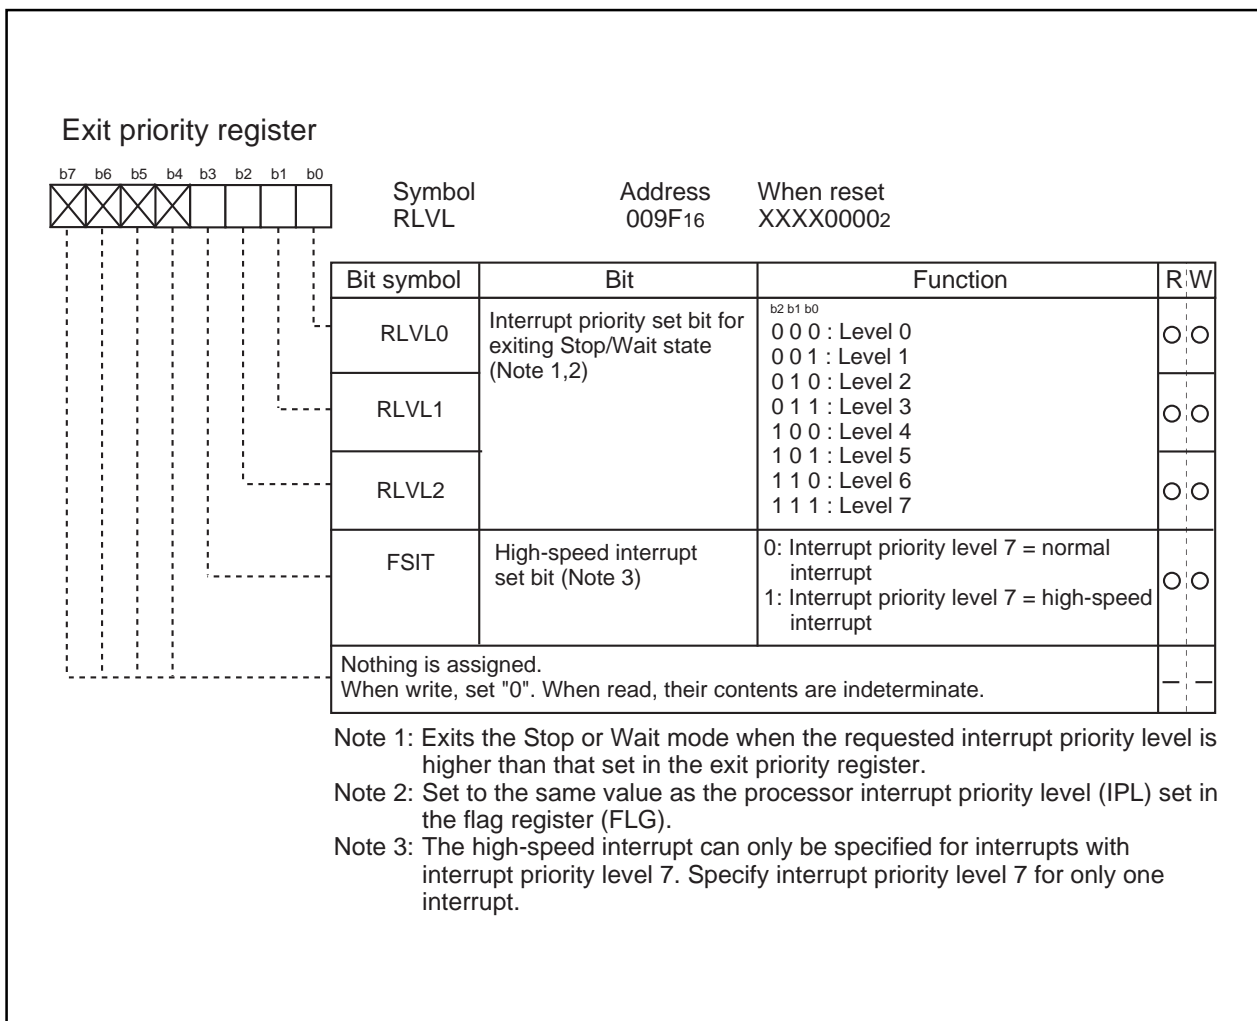 Exit priority register
b7 b6 b5 b4 b3 b2 b1 b0
Symbol Address When reset
RLVL 009F16 XXXX00002
Bit symbol Bit Function R W
RLVL0 Interrupt priority set bit for exiting Stop/Wait state (Note 1,2)
b2 b1 b0
0 0 0 : Level 0
0 0 1 : Level 1
0 1 0 : Level 2
0 1 1 : Level 3
1 0 0 : Level 4
1 0 1 : Level 5
1 1 0 : Level 6
1 1 1 : Level 7
RLVL1
RLVL2
FSIT
High-speed interrupt
set bit (Note 3)
0: Interrupt priority level 7 = normal
interrupt
1: Interrupt priority level 7 = high-speed
interrupt
Nothing is assigned.
When write, set "0". When read, their contents are indeterminate.
Note 1: Exits the Stop or Wait mode when the requested interrupt priority level is
higher than that set in the exit priority register.
Note 2: Set to the same value as the processor interrupt priority level (IPL) set in
the flag register (FLG).
Note 3: The high-speed interrupt can only be specified for interrupts with
interrupt priority level 7. Specify interrupt priority level 7 for only one
interrupt.